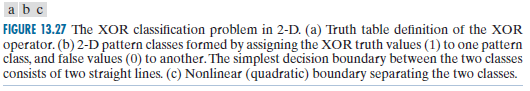 a b c
FIGURE 13.27 The XOR classification problem in 2-D. (a) Truth table definition of the XOR
operator. (b) 2-D pattern classes formed by assigning the XOR truth values (1) to one pattern
class, and false values (0) to another. The simplest decision boundary between the two classes
consists of two straight lines. (c) Nonlinear (quadratic) boundary separating the two classes.